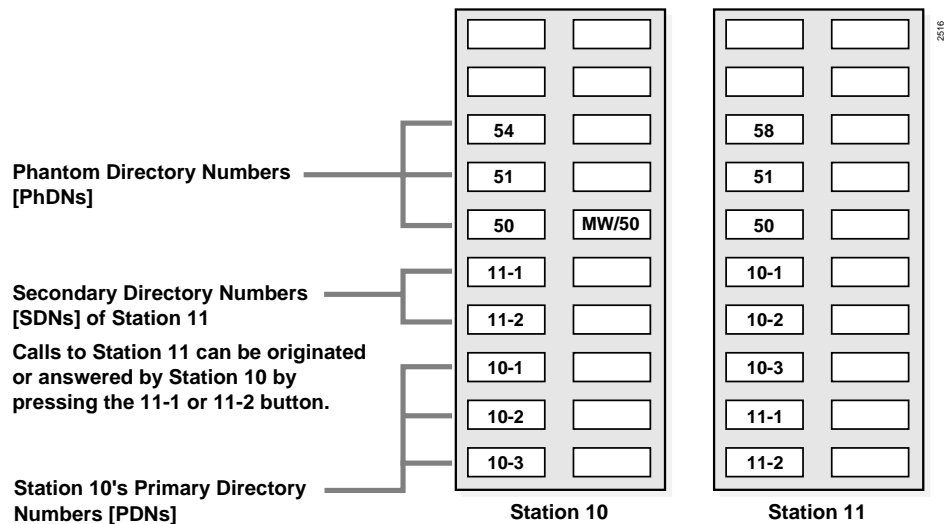 2516
54
58
Phantom Directory Numbers
[PhDNs]
51
51
50
MW/50
50
11-1
10-1
Secondary Directory Numbers
[SDNs] of Station 11
11-2
10-2
Calls to Station 11 can be originated
or answered by Station 10 by
pressing the 11-1 or 11-2 button.
10-1
10-3
10-2
11-1
10-3
11-2
Station 10's Primary Directory
Numbers [PDNs]
Station 10
Station 11